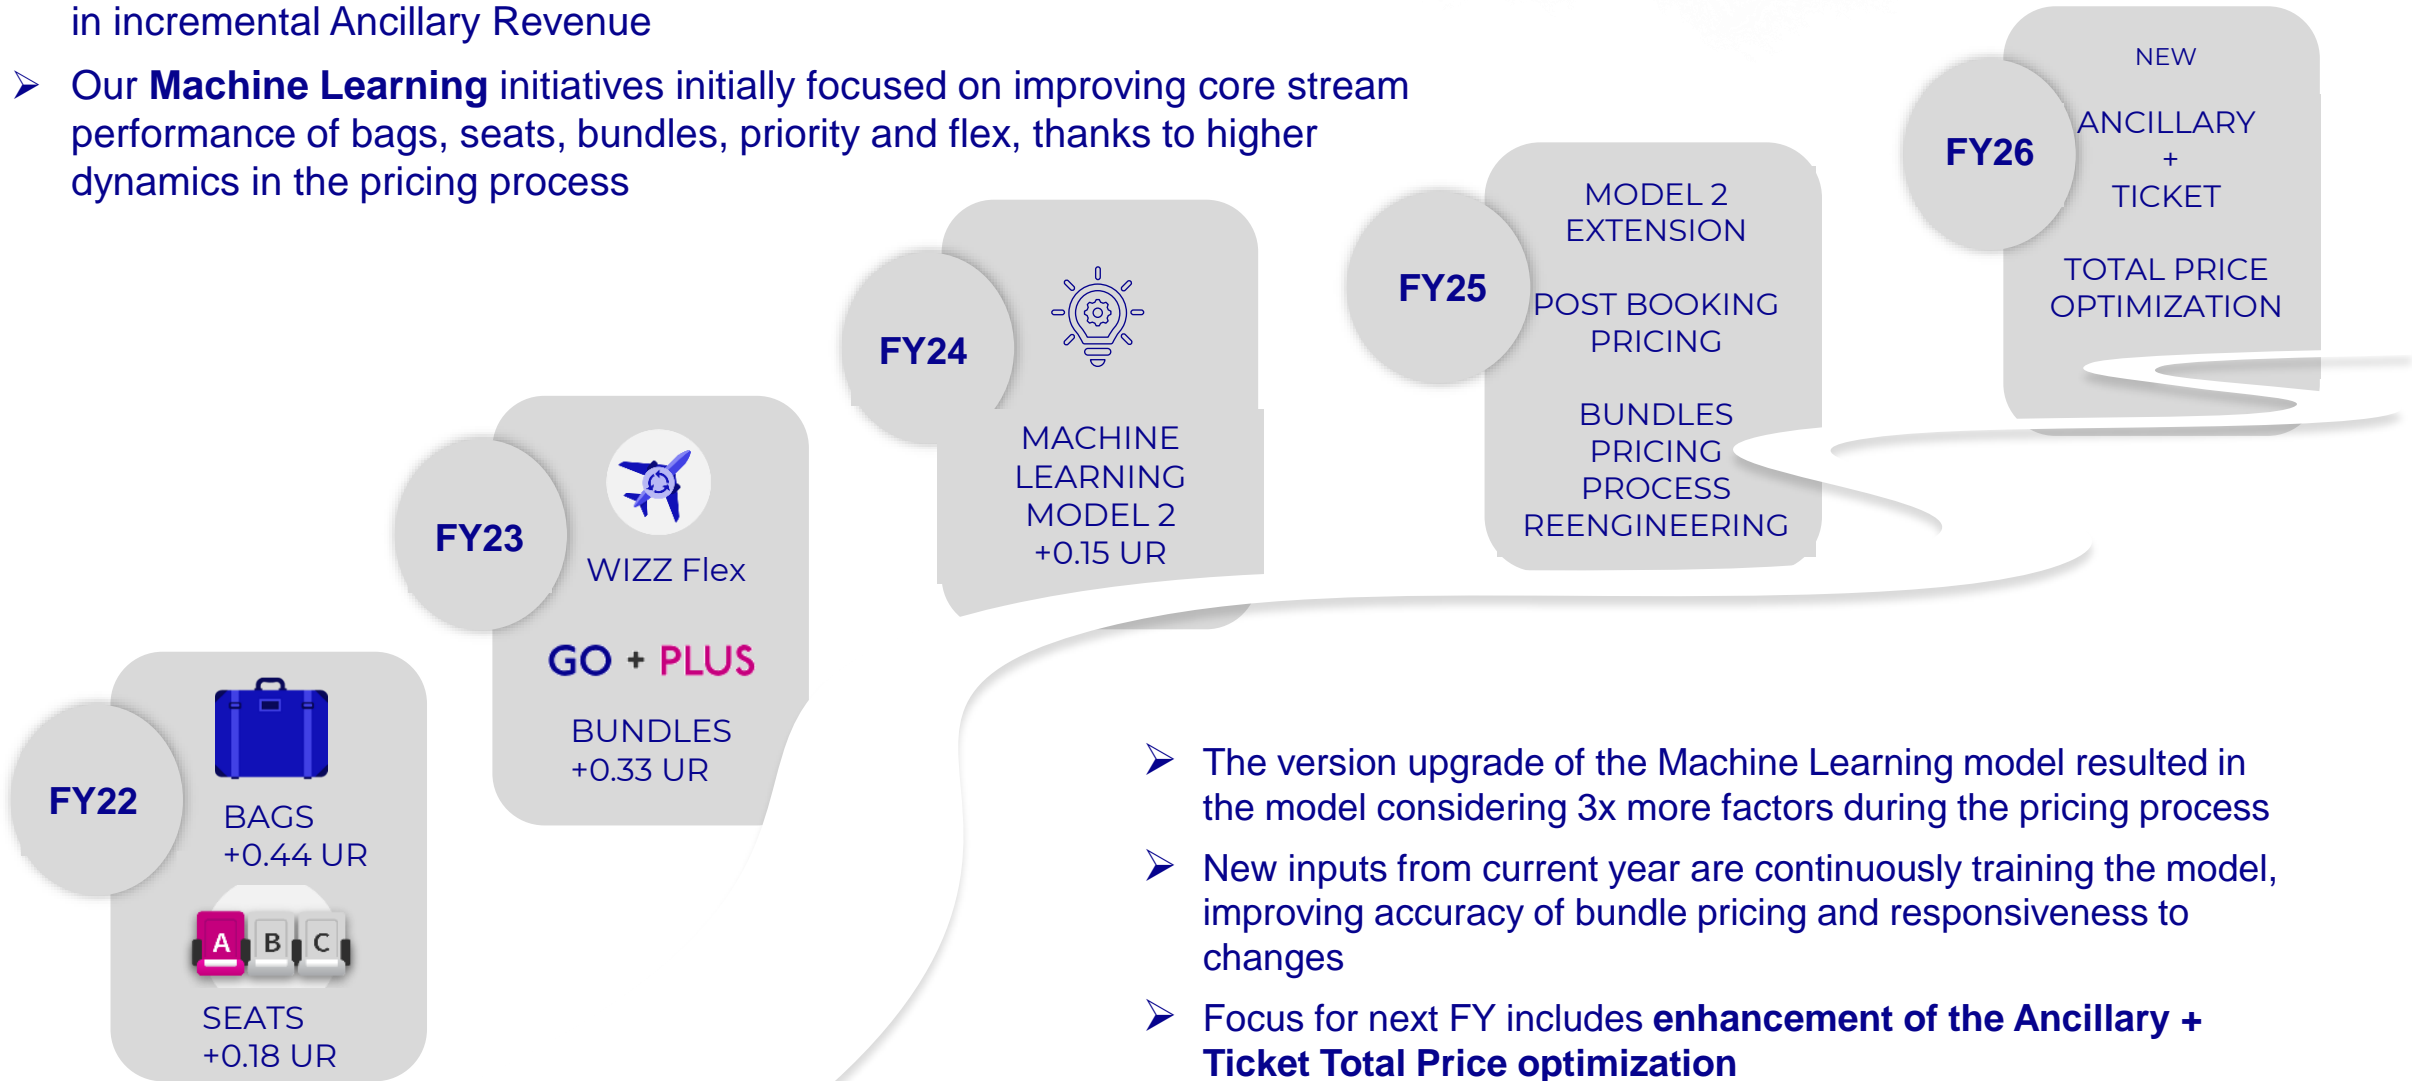 in incremental Ancillary Revenue
➢ Our Machine Learning initiatives initially focused on improving core stream
performance of bags, seats, bundles, priority and flex, thanks to higher
dynamics in the pricing process
FY22
BAGS
+0.44 UR
A B C
SEATS
+0.18 UR
FY23
WIZZ Flex
GO + PLUS
BUNDLES
+0.33 UR
FY24
MACHINE
LEARNING
MODEL 2
+0.15 UR
FY25
MODEL 2
EXTENSION
POST BOOKING
PRICING
BUNDLES
PRICING
PROCESS
REENGINEERING
FY26
NEW
ANCILLARY
+
TICKET
TOTAL PRICE
OPTIMIZATION
➢ The version upgrade of the Machine Learning model resulted in
the model considering 3x more factors during the pricing process
➢ New inputs from current year are continuously training the model,
improving accuracy of bundle pricing and responsiveness to
changes
➢ Focus for next FY includes enhancement of the Ancillary +
Ticket Total Price optimization